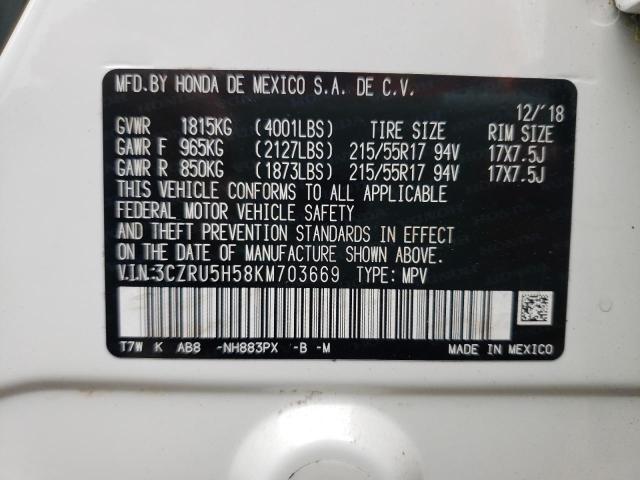 MFD.BY HONDA DE MEXICO S.A. DE C.V.
12/'18
GVWR 1815KG (4001LBS) TIRE SIZE RIM SIZE
GAWR F 965KG (2127LBS) 215/55R17 94V 17X7.5J
GAWR R 850KG (1873LBS) 215/55R17 94V 17X7.5J
THIS VEHICLE CONFORMS TO ALL APPLICABLE
FEDERAL MOTOR VEHICLE SAFETY
AND THEFT PREVENTION STANDARDS IN EFFECT
ON THE DATE OF MANUFACTURE SHOWN ABOVE.
V.I.N:3CZRU5H58KM703669 TYPE: MPV
T7W K AB8 -NH883PX -B -M MADE IN MEXICO